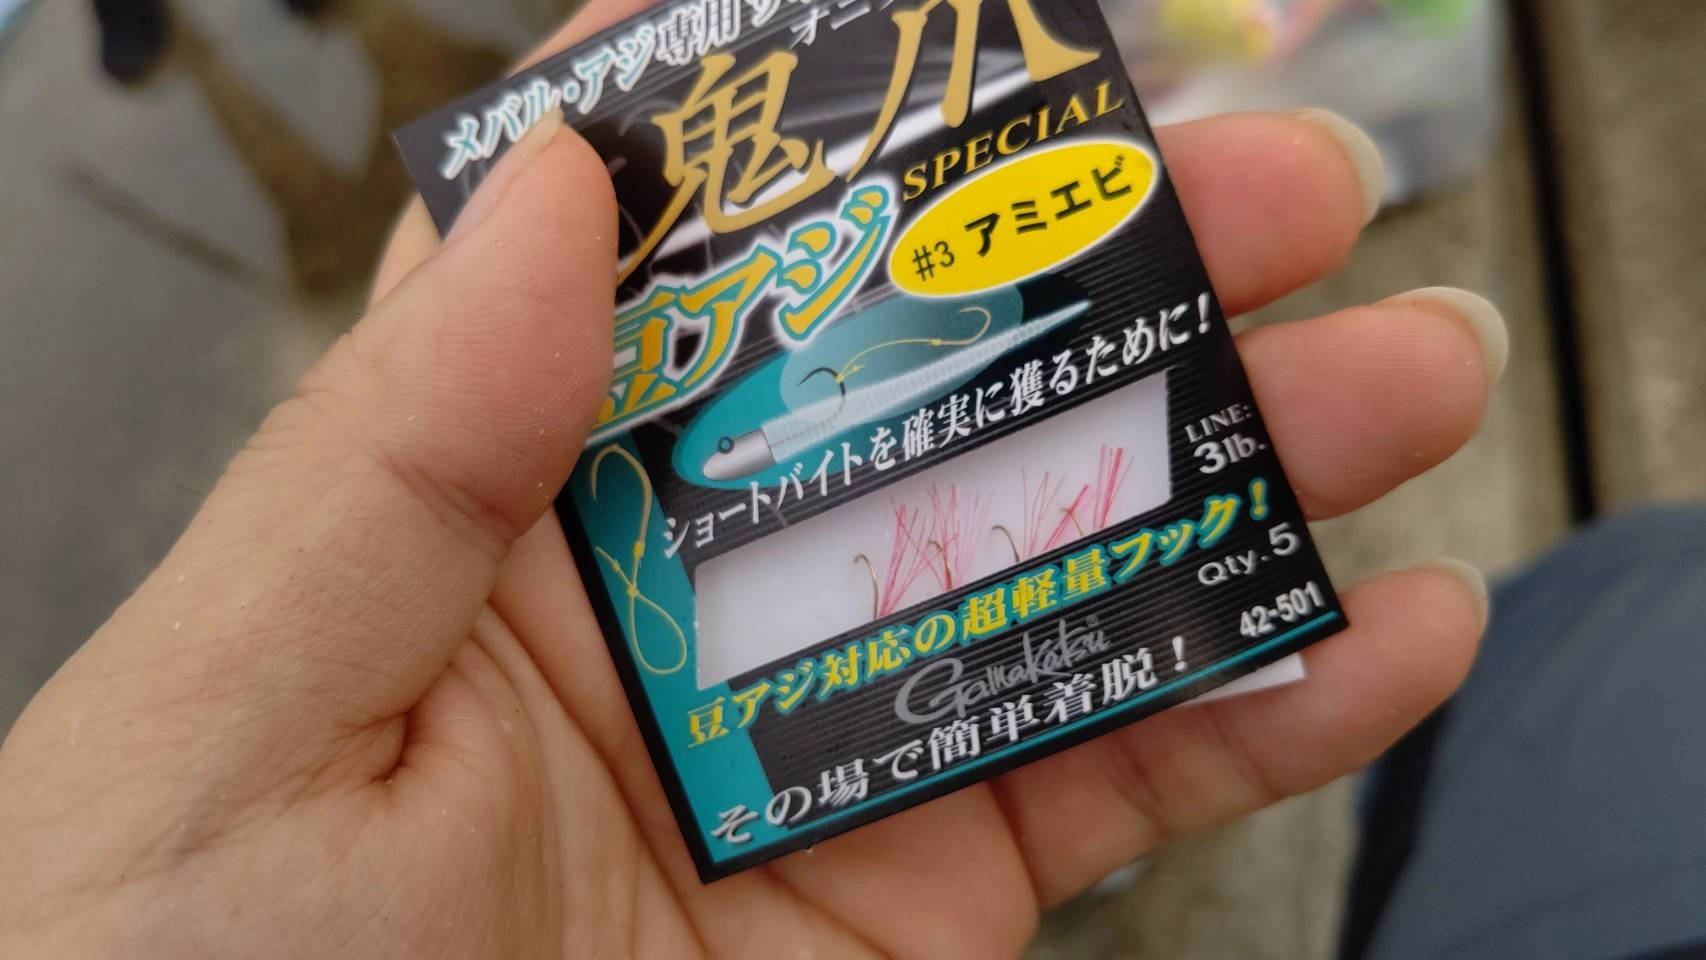 メバル・アジ専用
鬼爪
SPECIAL
豆アジ
#3 アミエビ
ショートバイトを確実に獲るために!
LINE:
3lb.
豆アジ対応の超軽量フック!
Qty.5
Gamakatsu®
42-501
その場で簡単着脱!